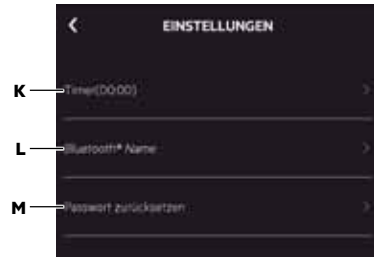 EINSTELLUNGEN
K Timer(00:00)
L Bluetooth® Name
M Passwort zurücksetzen